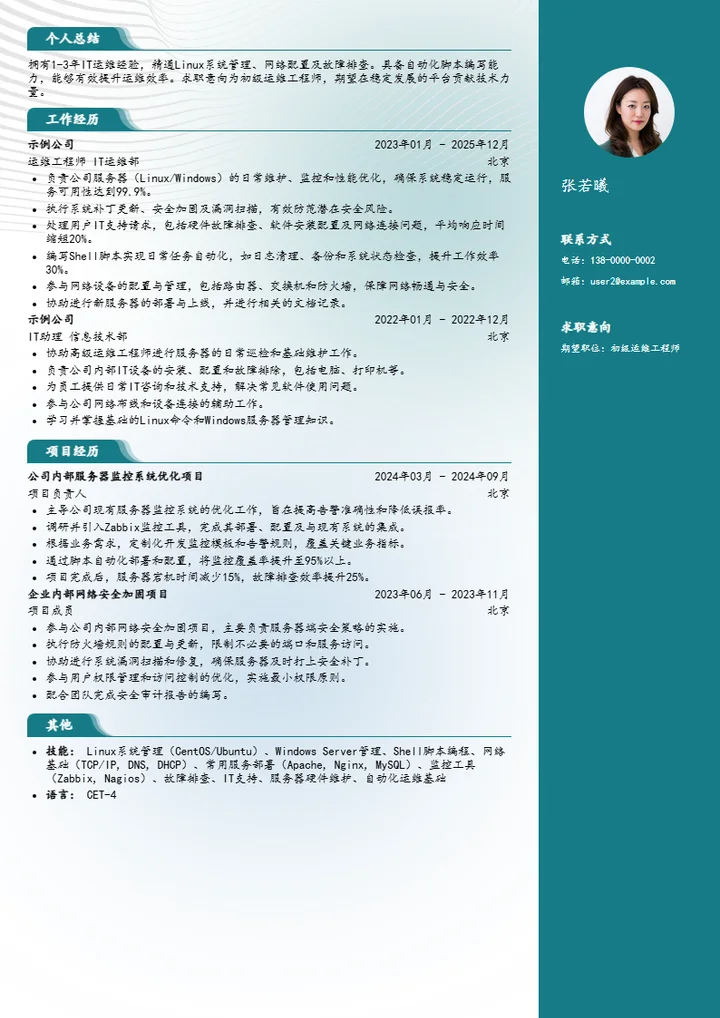 个人总结
拥有1-3年IT运维经验，精通Linux系统管理、网络配置及故障排查。具备自动化脚本编写能
力，能够有效提升运维效率。求职意向为初级运维工程师，期望在稳定发展的平台贡献技术力
量。
工作经历
示例公司 2023年01月 - 2025年12月
运维工程师 IT运维部 北京
• 负责公司服务器（Linux/Windows）的日常维护、监控和性能优化，确保系统稳定运行，服
务可用性达到99.9%。
• 执行系统补丁更新、安全加固及漏洞扫描，有效防范潜在安全风险。
• 处理用户IT支持请求，包括硬件故障排查、软件安装配置及网络连接问题，平均响应时间
缩短20%。
• 编写Shell脚本实现日常任务自动化，如日志清理、备份和系统状态检查，提升工作效率
30%。
• 参与网络设备的配置与管理，包括路由器、交换机和防火墙，保障网络畅通与安全。
• 协助进行新服务器的部署与上线，并进行相关的文档记录。
示例公司 2022年01月 - 2022年12月
IT助理 信息技术部 北京
• 协助高级运维工程师进行服务器的日常巡检和基础维护工作。
• 负责公司内部IT设备的安装、配置和故障排除，包括电脑、打印机等。
• 为员工提供日常IT咨询和技术支持，解决常见软件使用问题。
• 参与公司网络布线和设备连接的辅助工作。
• 学习并掌握基础的Linux命令和Windows服务器管理知识。
项目经历
公司内部服务器监控系统优化项目 2024年03月 - 2024年09月
项目负责人 北京
• 主导公司现有服务器监控系统的优化工作，旨在提高告警准确性和降低误报率。
• 调研并引入Zabbix监控工具，完成其部署、配置及与现有系统的集成。
• 根据业务需求，定制化开发监控模板和告警规则，覆盖关键业务指标。
• 通过脚本自动化部署和配置，将监控覆盖率提升至95%以上。
• 项目完成后，服务器宕机时间减少15%，故障排查效率提升25%。
企业内部网络安全加固项目 2023年06月 - 2023年11月
项目成员 北京
• 参与公司内部网络安全加固项目，主要负责服务器端安全策略的实施。
• 执行防火墙规则的配置与更新，限制不必要的端口和服务访问。
• 协助进行系统漏洞扫描和修复，确保服务器及时打上安全补丁。
• 参与用户权限管理和访问控制的优化，实施最小权限原则。
• 配合团队完成安全审计报告的编写。
其他
• 技能： Linux系统管理（CentOS/Ubuntu）、Windows Server管理、Shell脚本编程、网络
基础（TCP/IP, DNS, DHCP）、常用服务部署（Apache, Nginx, MySQL）、监控工具
（Zabbix, Nagios）、故障排查、IT支持、服务器硬件维护、自动化运维基础
• 语言： CET-4
张若曦
联系方式
电话：138-0000-0002
邮箱：user2@example.com
求职意向
期望职位：初级运维工程师